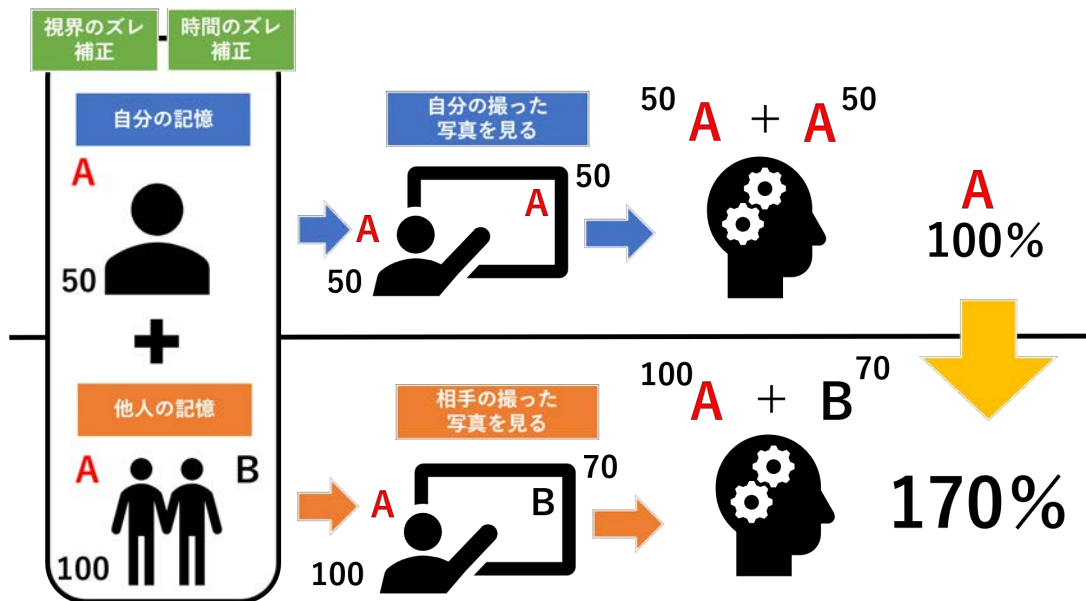 視界のズレ
補正
時間のズレ
補正
自分の記憶
A
50
自分の撮った
写真を見る
A
50
A
50
50 A + A 50
A
100%
他人の記憶
A
B
100
相手の撮った
写真を見る
A
100
B
70
100 A + B 70
170%